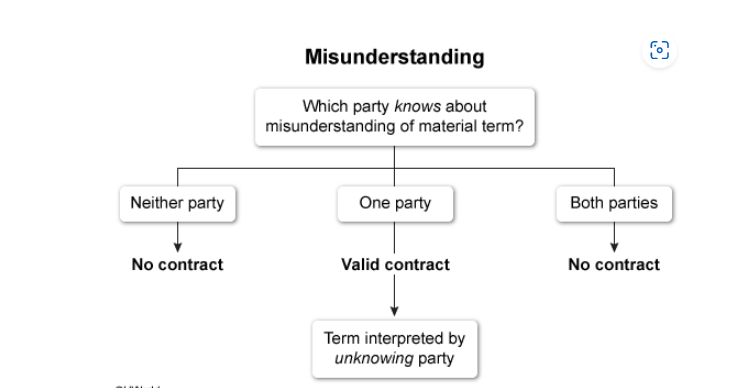 Misunderstanding
Which party knows about
misunderstanding of material term?
Neither party
One party
Both parties
No contract
Valid contract
No contract
Term interpreted by
unknowing party